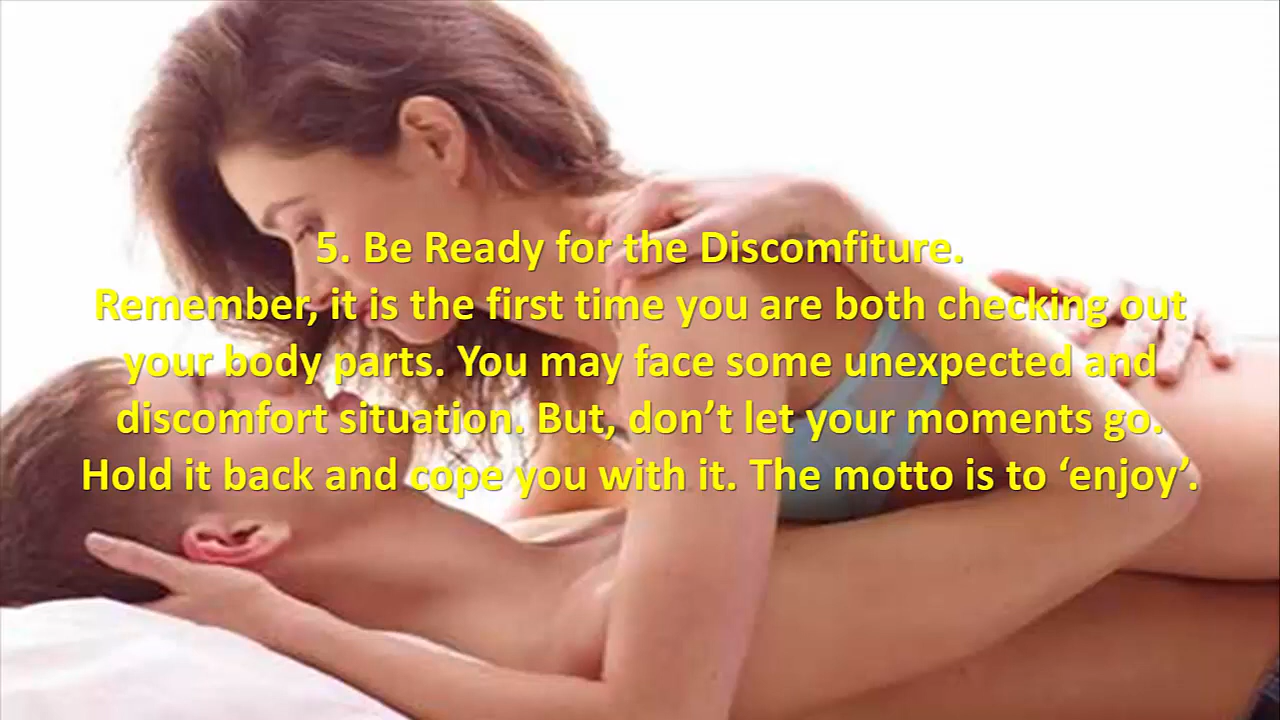 5. Be Ready for the Discomfiture.
Remember, it is the first time you are both checking out
your body parts. You may face some unexpected and
discomfort situation. But, don’t let your moments go.
Hold it back and cope you with it. The motto is to ‘enjoy’.